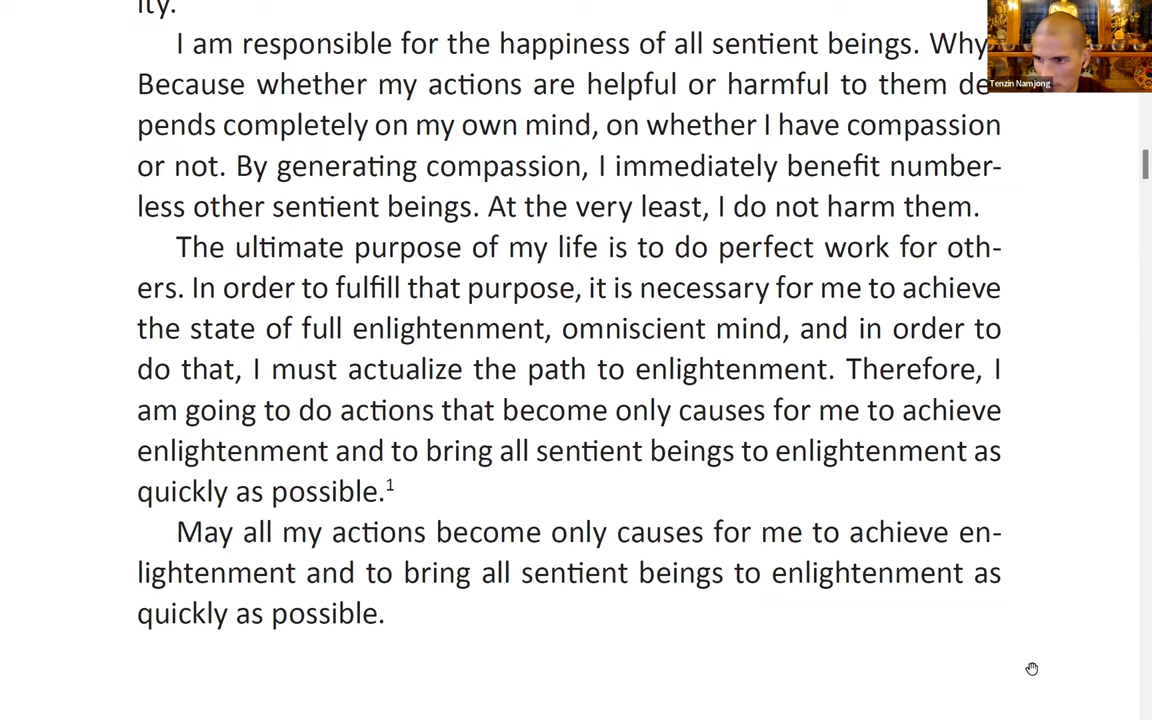 ity.
I am responsible for the happiness of all sentient beings. Why
Because whether my actions are helpful or harmful to them de
pends completely on my own mind, on whether I have compassion
or not. By generating compassion, I immediately benefit number-
less other sentient beings. At the very least, I do not harm them.
The ultimate purpose of my life is to do perfect work for oth-
ers. In order to fulfill that purpose, it is necessary for me to achieve
the state of full enlightenment, omniscient mind, and in order to
do that, I must actualize the path to enlightenment. Therefore, I
am going to do actions that become only causes for me to achieve
enlightenment and to bring all sentient beings to enlightenment as
quickly as possible.1
May all my actions become only causes for me to achieve en-
lightenment and to bring all sentient beings to enlightenment as
quickly as possible.
Tenzin Namjong